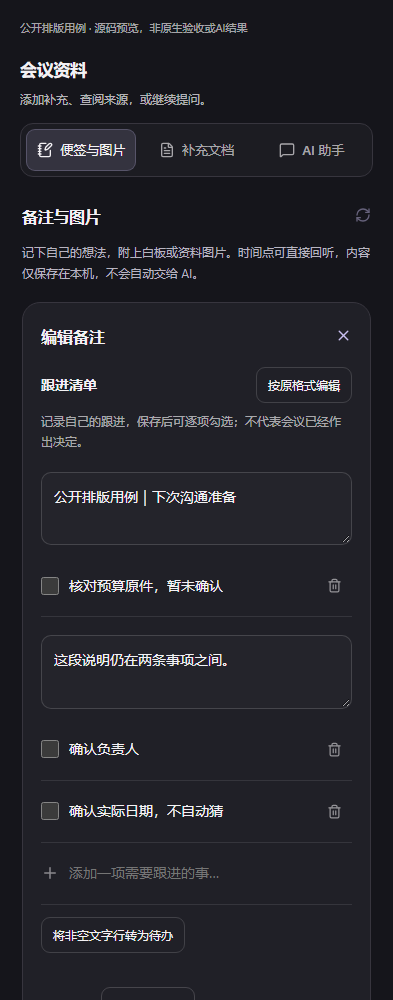 公开排版用例 · 源码预览，非原生验收或AI结果
会议资料
添加补充、查阅来源，或继续提问。
便签与图片
补充文档
AI 助手
备注与图片
记下自己的想法，附上白板或资料图片。时间点可直接回听，内容
仅保存在本机，不会自动交给 AI。
编辑备注
跟进清单
按原格式编辑
记录自己的跟进，保存后可逐项勾选；不代表会议已经作
出决定。
公开排版用例｜下次沟通准备
核对预算原件，暂未确认
这段说明仍在两条事项之间。
确认负责人
确认实际日期，不自动猜
添加一项需要跟进的事...
将非空文字行转为待办